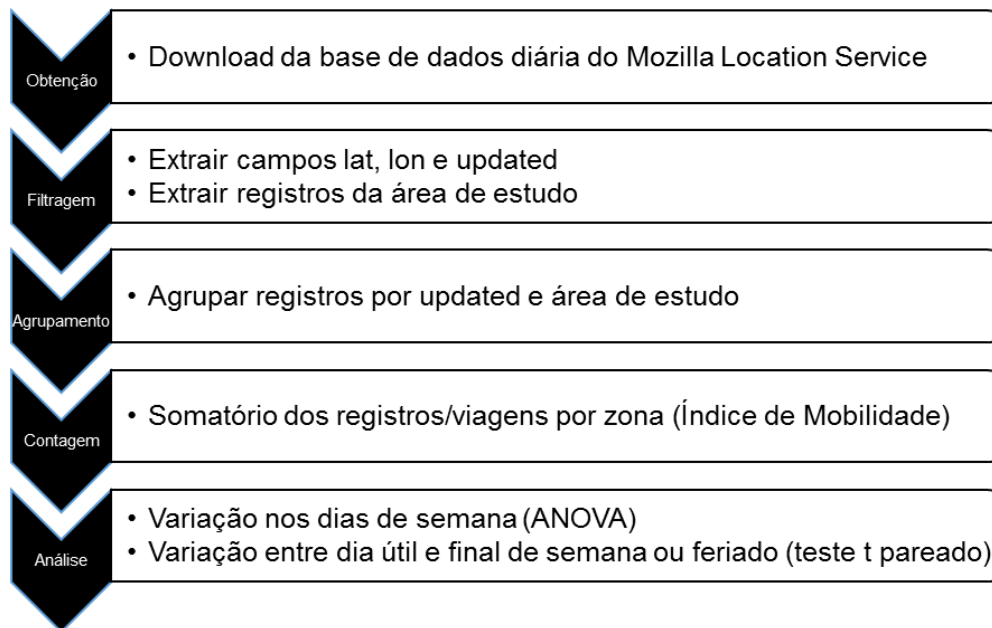 Obtenção
• Download da base de dados diária do Mozilla Location Service
Filtragem
• Extrair campos lat, lon e updated
• Extrair registros da área de estudo
Agrupamento
• Agrupar registros por updated e área de estudo
Contagem
• Somatório dos registros/viagens por zona (Índice de Mobilidade)
Análise
• Variação nos dias de semana (ANOVA)
• Variação entre dia útil e final de semana ou feriado (teste t pareado)